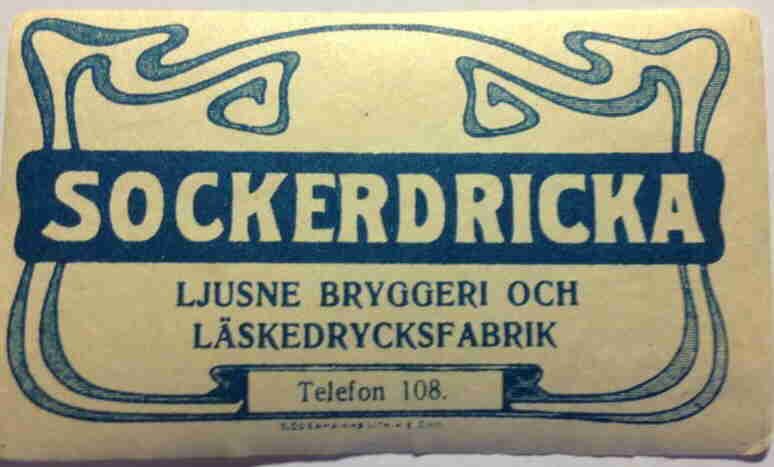 SOCKERDRICKA
LJUSNE BRYGGERI OCH
LÄSKEDRYCKSFABRIK
Telefon 108.